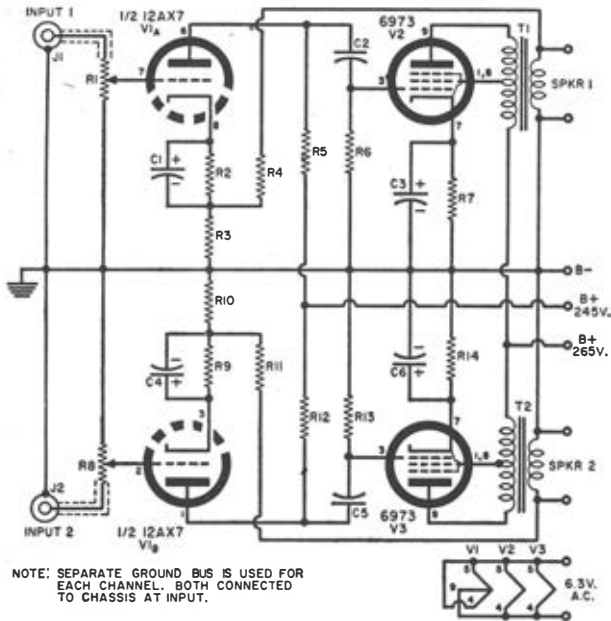 INPUT 1
J1
R1
1/2 12AX7
V1A
6
7
8
C1
+
−
R2
R3
R4
R5
C2
R6
6973
V2
9
3
1,8
7
C3
+
−
R7
T1
SPKR 1
B-
B+
245V.
B+
265V.
R10
R9
C4
−
+
R11
R12
R13
C6
−
+
R14
3
R8
2
1
J2
INPUT 2
1/2 12AX7
V1B
C5
3
7
1,8
9
6973
V3
T2
SPKR 2
NOTE: SEPARATE GROUND BUS IS USED FOR
EACH CHANNEL. BOTH CONNECTED
TO CHASSIS AT INPUT.
V1 V2 V3
5 5 5
9
4 4 4
6.3V.
A.C.